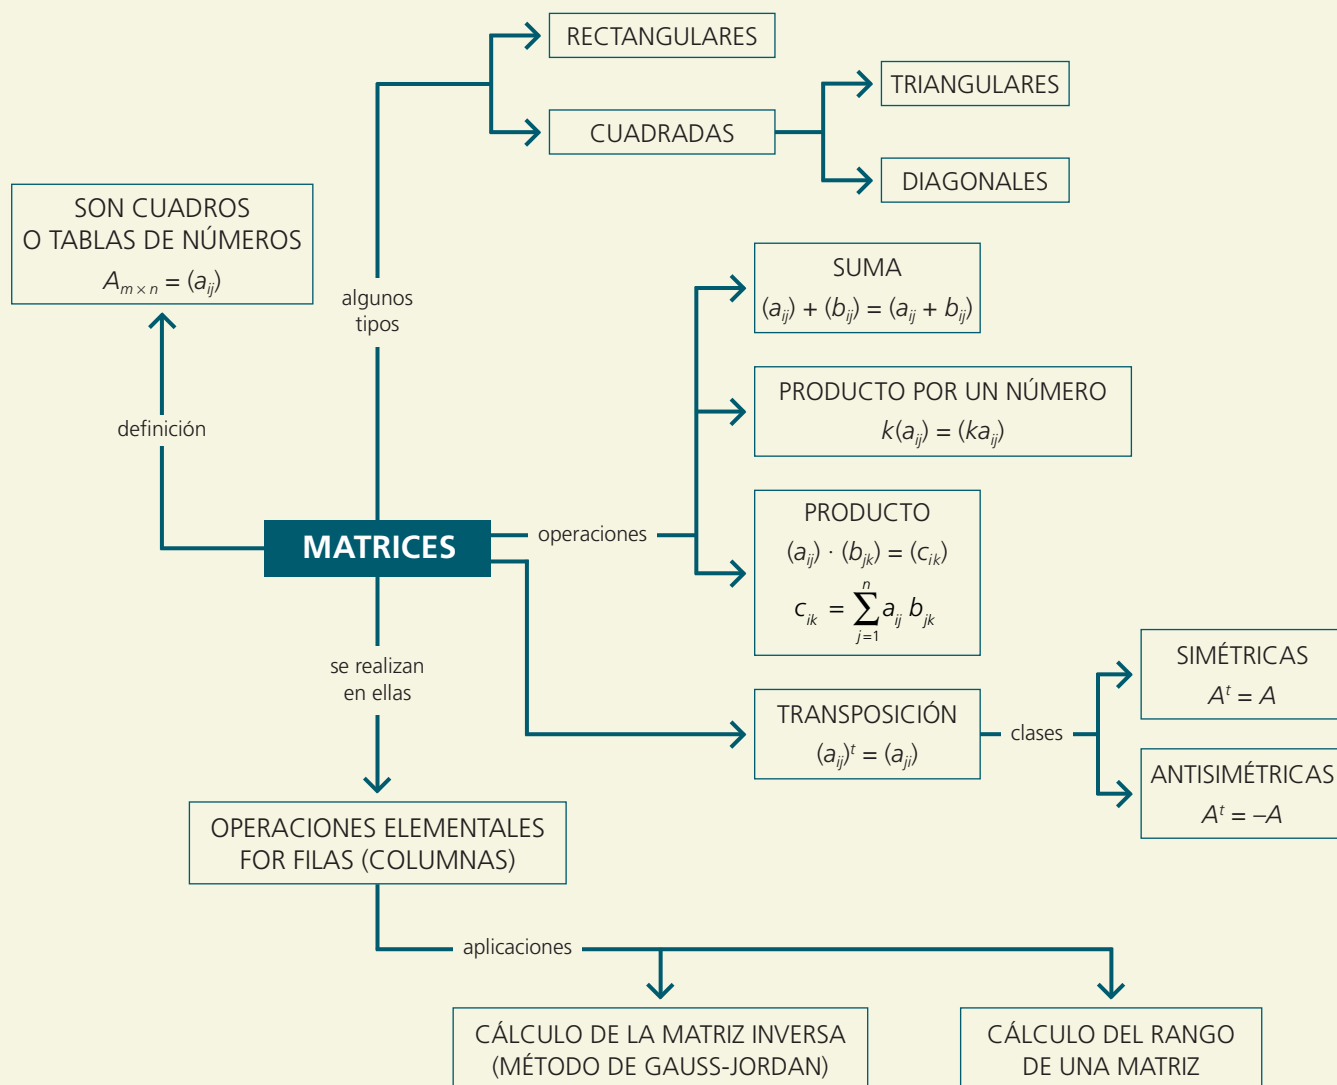 RECTANGULARES
CUADRADAS
TRIANGULARES
DIAGONALES
SON CUADROS
O TABLAS DE NÚMEROS
A_{m × n} = (a_{ij})
algunos
tipos
definición
SUMA
(a_{ij}) + (b_{ij}) = (a_{ij} + b_{ij})
PRODUCTO POR UN NÚMERO
k(a_{ij}) = (ka_{ij})
MATRICES
operaciones
PRODUCTO
(a_{ij}) · (b_{jk}) = (c_{ik})
c_{ik} = \sum_{j=1}^{n} a_{ij} b_{jk}
se realizan
en ellas
TRANSPOSICIÓN
(a_{ij})^t = (a_{ji})
clases
SIMÉTRICAS
A^t = A
ANTISIMÉTRICAS
A^t = –A
OPERACIONES ELEMENTALES
FOR FILAS (COLUMNAS)
aplicaciones
CÁLCULO DE LA MATRIZ INVERSA
(MÉTODO DE GAUSS-JORDAN)
CÁLCULO DEL RANGO
DE UNA MATRIZ